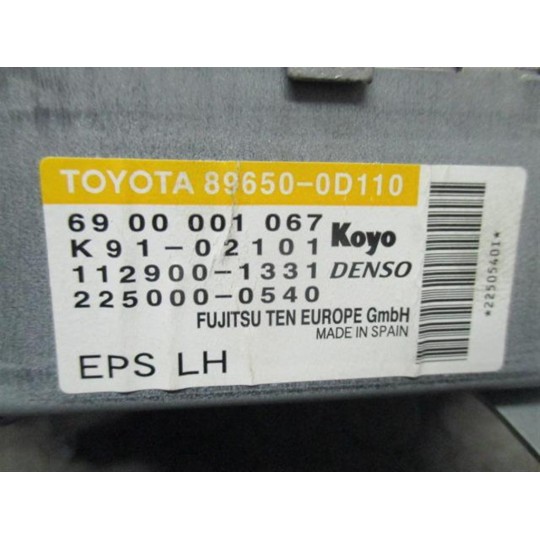 TOYOTA 89650-0D110
69 00 001 067
K 91-02101 Koyo
112900-1331 DENSO
225000-0540
FUJITSU TEN EUROPE GmbH
MADE IN SPAIN
EPS LH
*22505401*